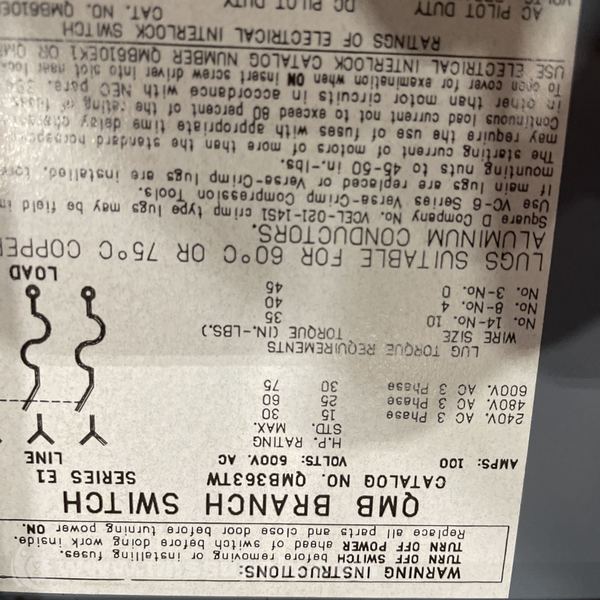 WARNING INSTRUCTIONS:
TURN OFF SWITCH before removing or installing fuses.
TURN OFF POWER ahead of switch before doing work inside.
Replace all parts and close door before turning power ON.
QMB BRANCH SWITCH
CATALOG NO. QMB363TW SERIES E1
AMPS: 100 VOLTS: 600V. AC LINE
H.P. RATING
STD. MAX.
240V. AC 3 Phase 15 30
480V. AC 3 Phase 25 60
600V. AC 3 Phase 30 75
LUG TORQUE REQUIREMENTS
WIRE SIZE TORQUE (IN.-LBS.)
No. 14-No. 10 35
No. 8-No. 4 40
No. 3-No. 0 45
LOAD
LUGS SUITABLE FOR 60°C OR 75°C COPPER
ALUMINUM CONDUCTORS.
Square D Company No. VCEL-021-14S1 crimp type lugs may be field in
Use VC-6 Series Verse-Crimp Compression Tools.
If main lugs are replaced or Verse-Crimp lugs are installed,
mounting nuts to 45-50 in.-lbs.
The starting current of motors of more than the standard
may require the use of fuses with appropriate time delay
Continuous load current not to exceed 80 percent of the rating of
in other than motor circuits in accordance with NEC para.
To open cover for examination when ON insert screw driver into slot near
USE ELECTRICAL INTERLOCK CATALOG NUMBER QMB610EK1 OR
RATINGS OF ELECTRICAL INTERLOCK SWITCH
AC PILOT DUTY DC PILOT DUTY CAT. NO.